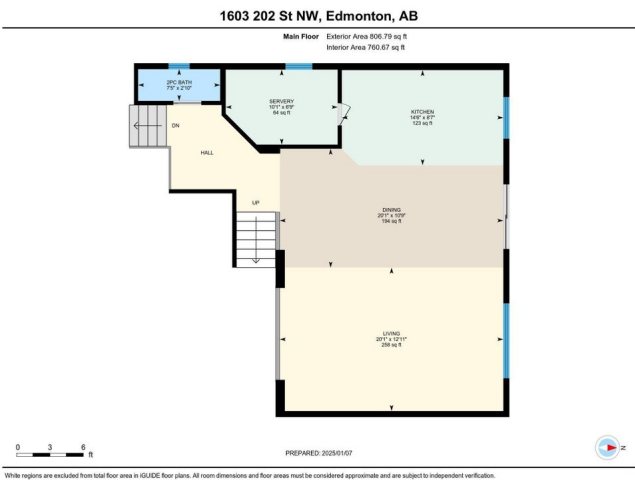 1603 202 St NW, Edmonton, AB
Main Floor Exterior Area 806.79 sq ft
Interior Area 760.67 sq ft
2PC BATH
7'5" x 2'10"
SERVERY
10'1" x 6'9"
64 sq ft
KITCHEN
14'6" x 8'7"
123 sq ft
DN
HALL
UP
DINING
20'1" x 10'9"
194 sq ft
LIVING
20'1" x 12'11"
258 sq ft
0 3 6
ft
PREPARED: 2025/01/07
N
White regions are excluded from total floor area in iGUIDE floor plans. All room dimensions and floor areas must be considered approximate and are subject to independent verification.